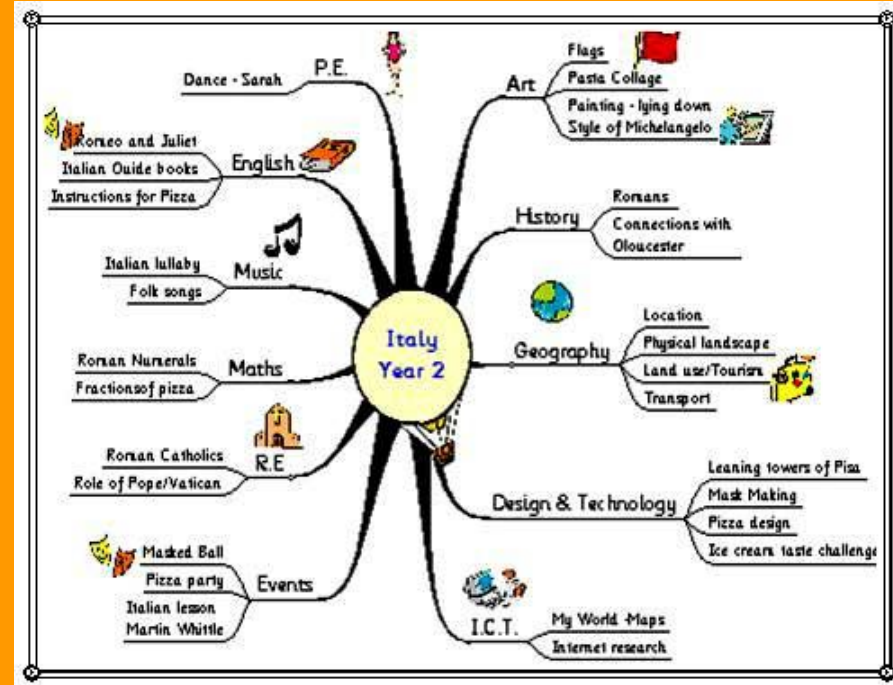 Italy
Year 2
Art
Flags
Pasta Collage
Painting - lying down
Style of Michelangelo
History
Romans
Connections with
Gloucester
Geography
Location
Physical landscape
Land use/Tourism
Transport
Design & Technology
Leaning towers of Pisa
Mask Making
Pizza design
Ice cream taste challenge
I.C.T.
My World -Maps
Internet research
Events
Masked Ball
Pizza party
Italian lesson
Martin Whittle
R.E
Roman Catholics
Role of Pope/Vatican
Maths
Roman Numerals
Fractionsof pizza
Music
Italian lullaby
Folk songs
English
Romeo and Juliet
Italian Guide books
Instructions for Pizza
P.E.
Dance - Sarah